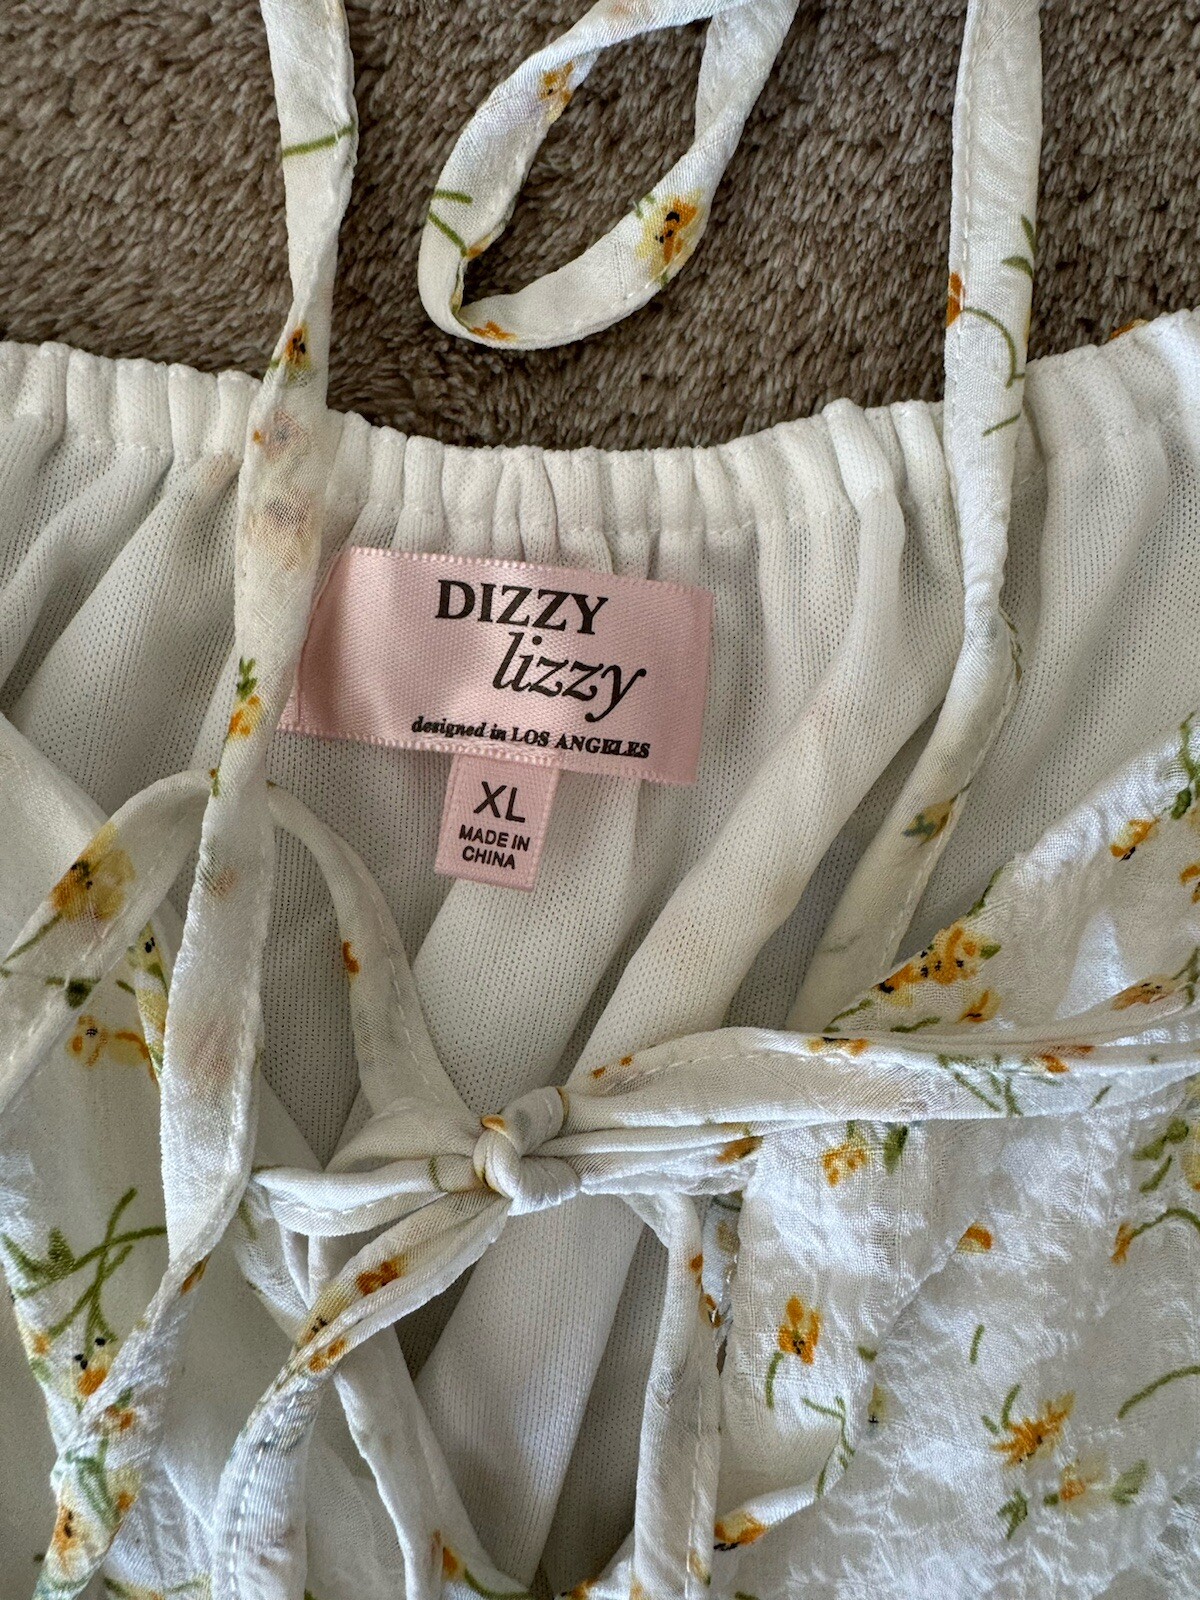 DIZZY
lizzy
designed in LOS ANGELES
XL
MADE IN
CHINA